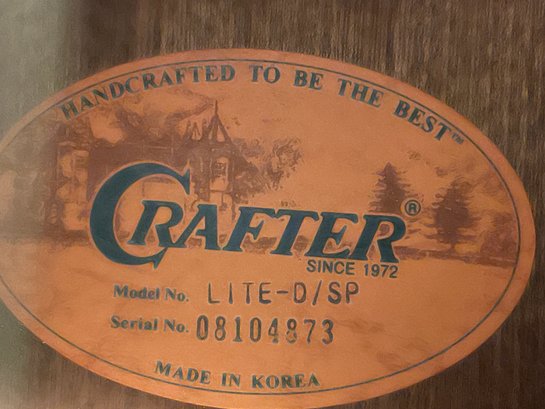 HANDCRAFTED TO BE THE BEST™
CRAFTER®
SINCE 1972
Model No. LITE-D/SP
Serial No. 08104873
MADE IN KOREA